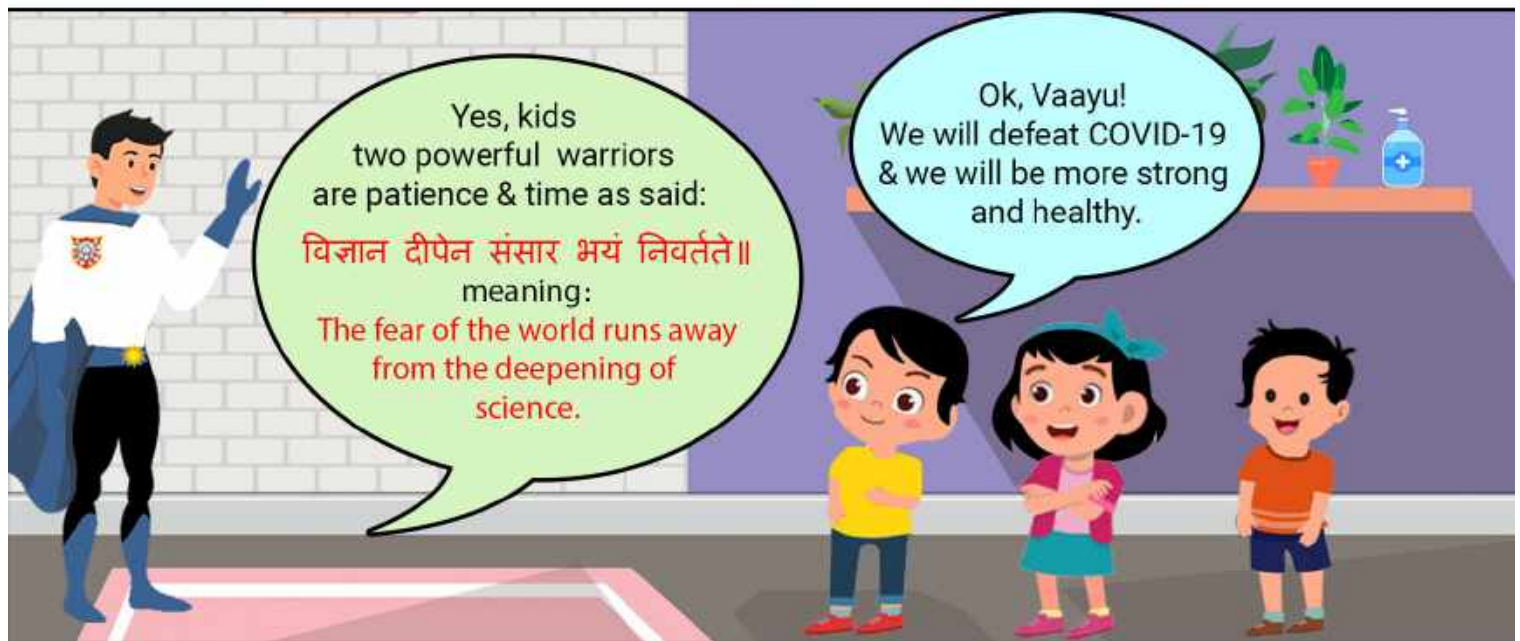 Yes, kids
two powerful warriors
are patience & time as said:
विज्ञान दीपेन संसार भयं निवर्तते॥
meaning:
The fear of the world runs away
from the deepening of
science.
Ok, Vaayu!
We will defeat COVID-19
& we will be more strong
and healthy.